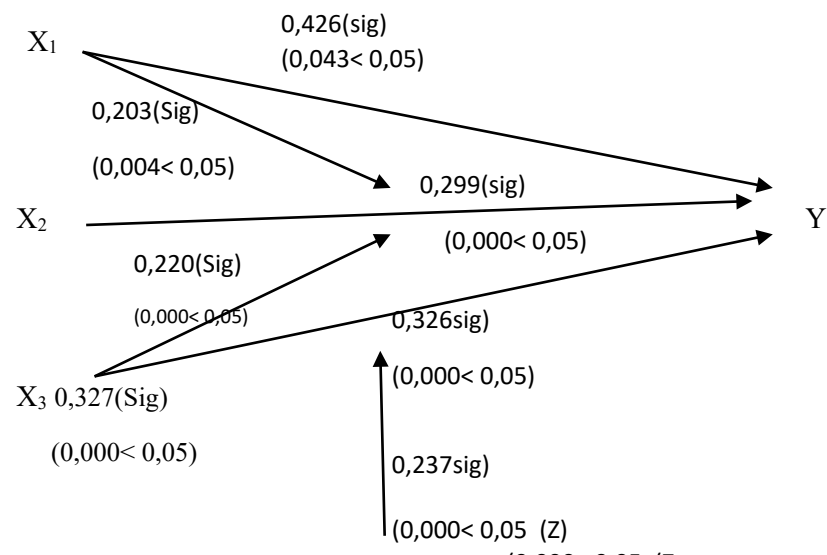 0,426(sig)
X₁
(0,043< 0,05)
0,203(Sig)
(0,004< 0,05)
0,299(sig)
X₂
Y
(0,000< 0,05)
0,220(Sig)
(0,000< 0,05)
0,326sig)
(0,000< 0,05)
X₃ 0,327(Sig)
(0,000< 0,05)
0,237sig)
(0,000< 0,05 (Z)